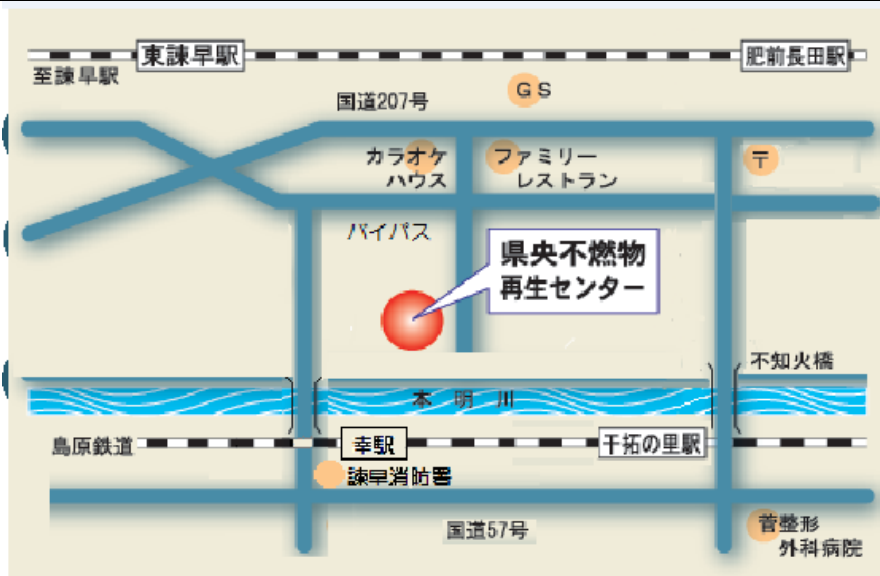 東諫早駅
肥前長田駅
至諫早駅
GS
国道207号
カラオケ
ハウス
ファミリー
レストラン
〒
バイパス
県央不燃物
再生センター
不知火橋
本明川
島原鉄道
幸駅
干拓の里駅
諫早消防署
国道57号
菅整形
外科病院